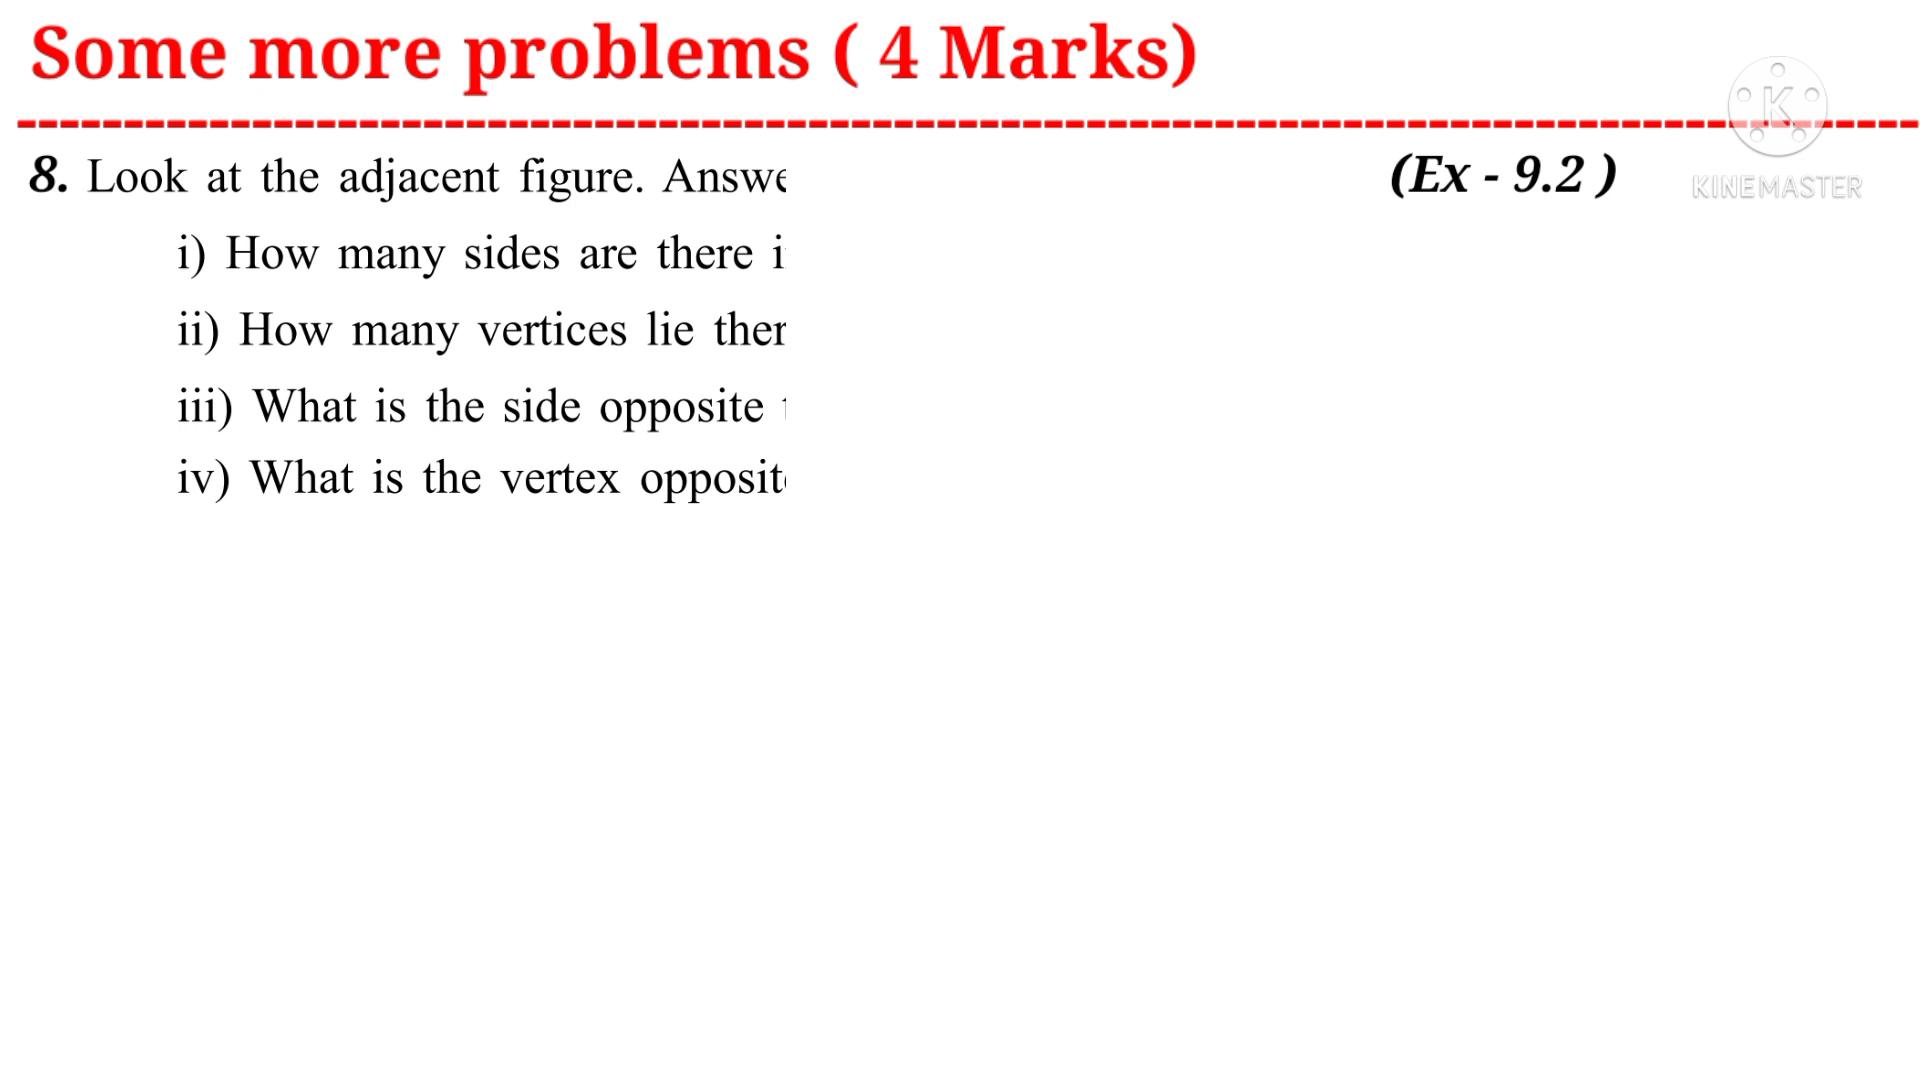 Some more problems ( 4 Marks)
8. Look at the adjacent figure. Answe (Ex - 9.2 )
KINEMASTER
i) How many sides are there i
ii) How many vertices lie ther
iii) What is the side opposite
iv) What is the vertex opposit